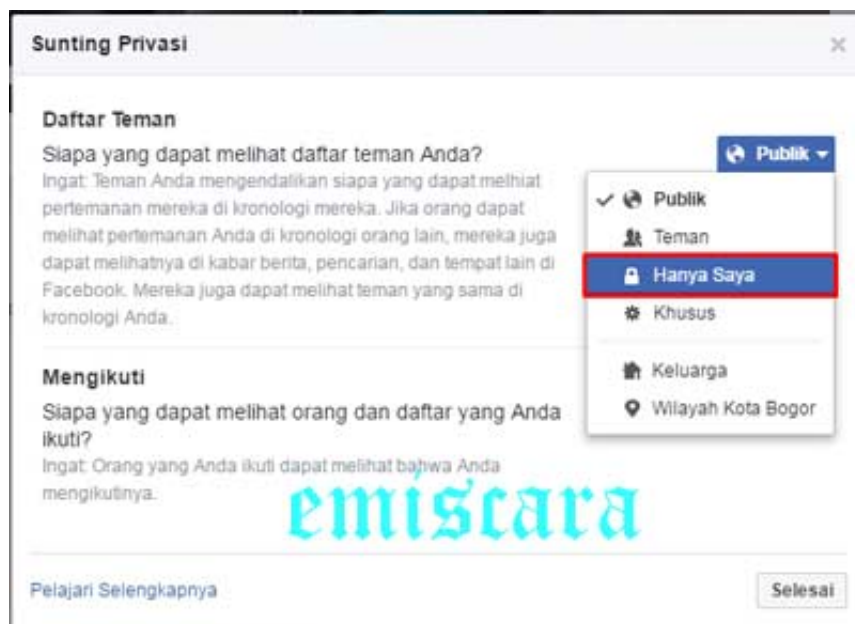 Sunting Privasi
Daftar Teman
Siapa yang dapat melihat daftar teman Anda?
Publik
Ingat: Teman Anda mengendalikan siapa yang dapat melhiat
pertemanan mereka di kronologi mereka. Jika orang dapat
melihat pertemanan Anda di kronologi orang lain, mereka juga
dapat melihatnya di kabar berita, pencarian, dan tempat lain di
Facebook. Mereka juga dapat melihat teman yang sama di
kronologi Anda.
Publik
Teman
Hanya Saya
Khusus
Keluarga
Wilayah Kota Bogor
Mengikuti
Siapa yang dapat melihat orang dan daftar yang Anda
ikuti?
Ingat: Orang yang Anda ikuti dapat melihat bahwa Anda
mengikutinya.
emiscara
Pelajari Selengkapnya
Selesai